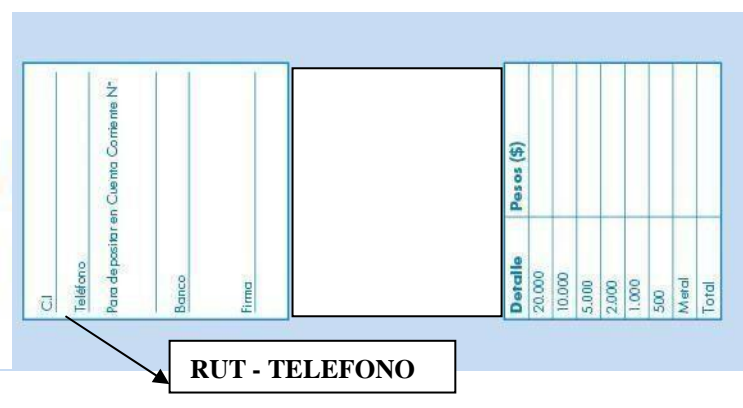 C.I
Teléfono
Para depositar en Cuenta Corriente Nº
Banco
Firma
Detalle Pesos ($)
20.000
10.000
5.000
2.000
1.000
500
Metal
Total
RUT - TELEFONO